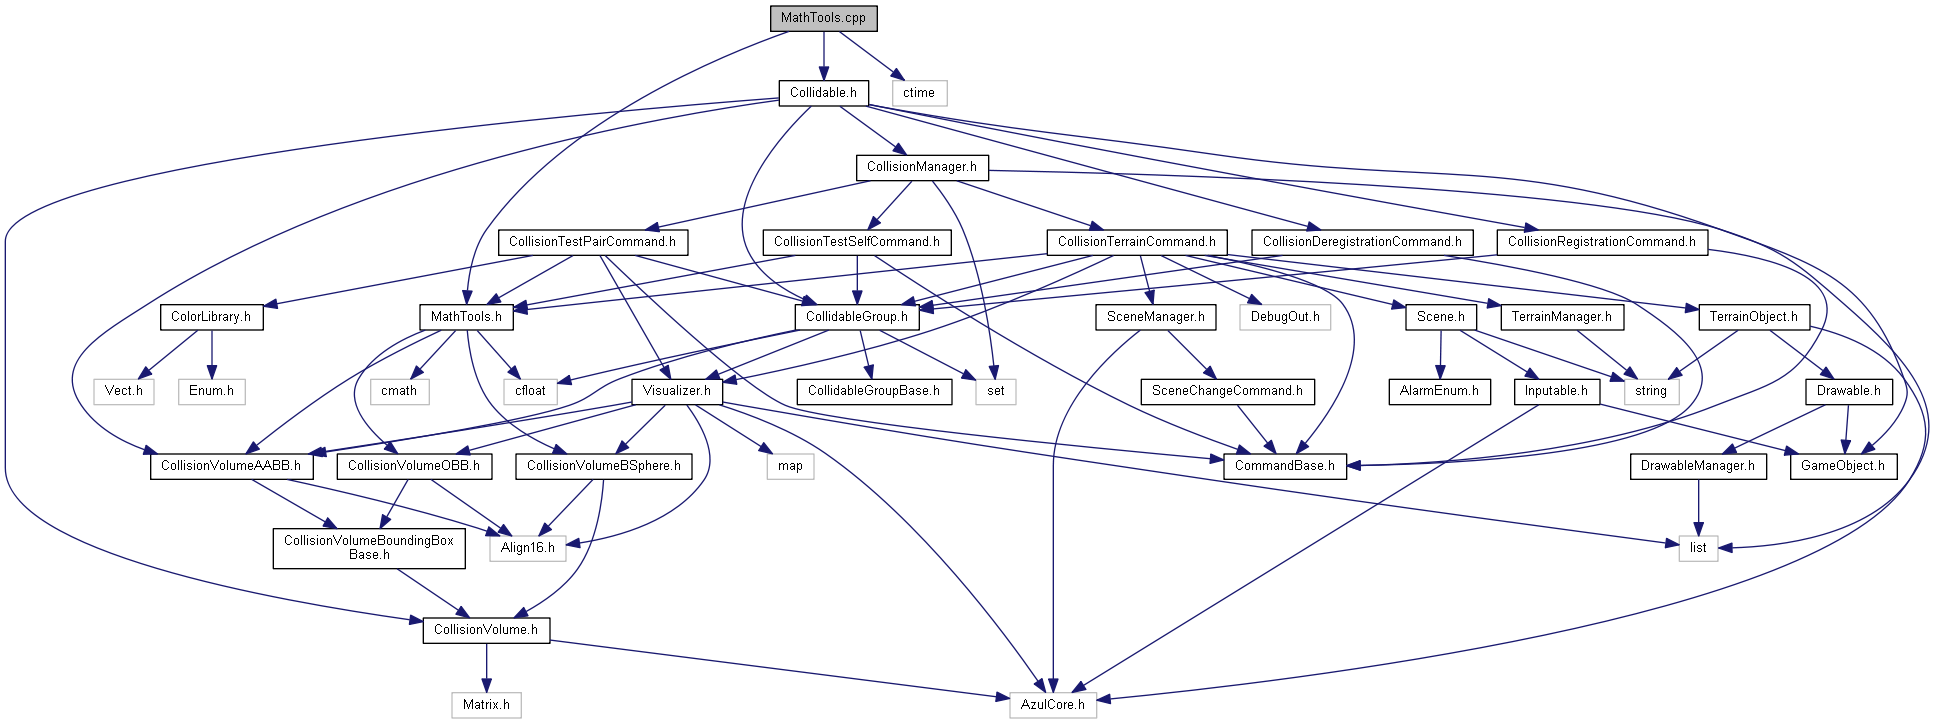 MathTools.cpp
Collidable.h
ctime
CollisionManager.h
CollisionTestPairCommand.h
CollisionTestSelfCommand.h
CollisionTerrainCommand.h
CollisionDeregistrationCommand.h
CollisionRegistrationCommand.h
ColorLibrary.h
MathTools.h
CollidableGroup.h
SceneManager.h
DebugOut.h
Scene.h
TerrainManager.h
TerrainObject.h
Vect.h
Enum.h
cmath
cfloat
Visualizer.h
CollidableGroupBase.h
set
SceneChangeCommand.h
AlarmEnum.h
Inputable.h
string
Drawable.h
CollisionVolumeAABB.h
CollisionVolumeOBB.h
CollisionVolumeBSphere.h
map
CommandBase.h
DrawableManager.h
GameObject.h
CollisionVolumeBoundingBox
Base.h
Align16.h
list
CollisionVolume.h
Matrix.h
AzulCore.h